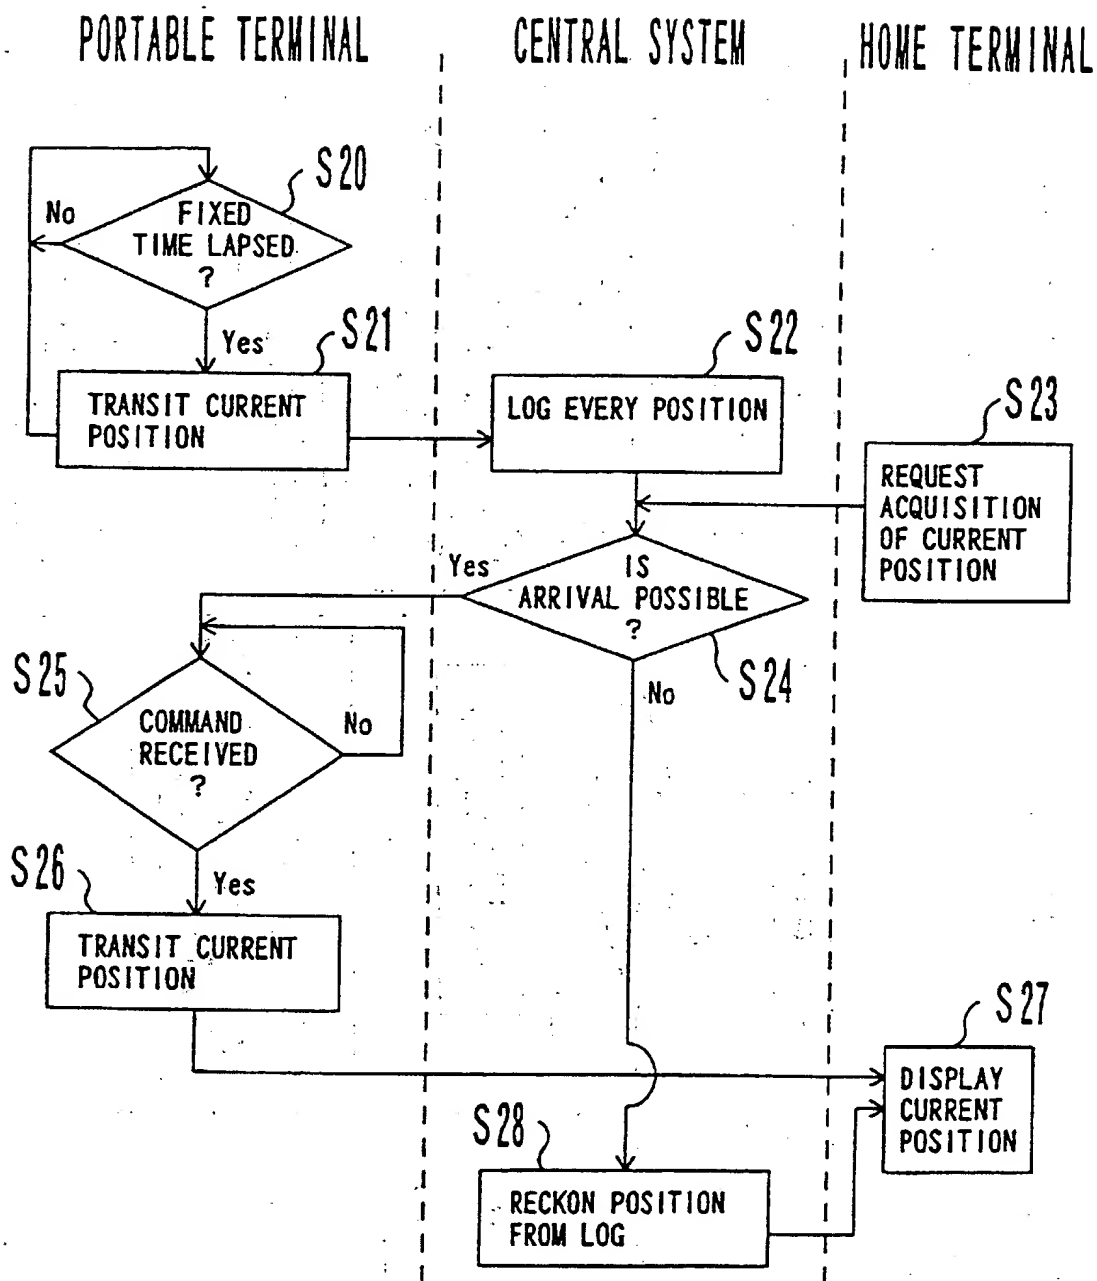 PORTABLE TERMINAL
CENTRAL SYSTEM
HOME TERMINAL
S20
No
FIXED
TIME LAPSED
?
Yes
S21
TRANSIT CURRENT
POSITION
S22
LOG EVERY POSITION
S23
REQUEST
ACQUISITION
OF CURRENT
POSITION
Yes
IS
ARRIVAL POSSIBLE
?
S24
No
S25
COMMAND
RECEIVED
?
No
S26
Yes
TRANSIT CURRENT
POSITION
S27
DISPLAY
CURRENT
POSITION
S28
RECKON POSITION
FROM LOG